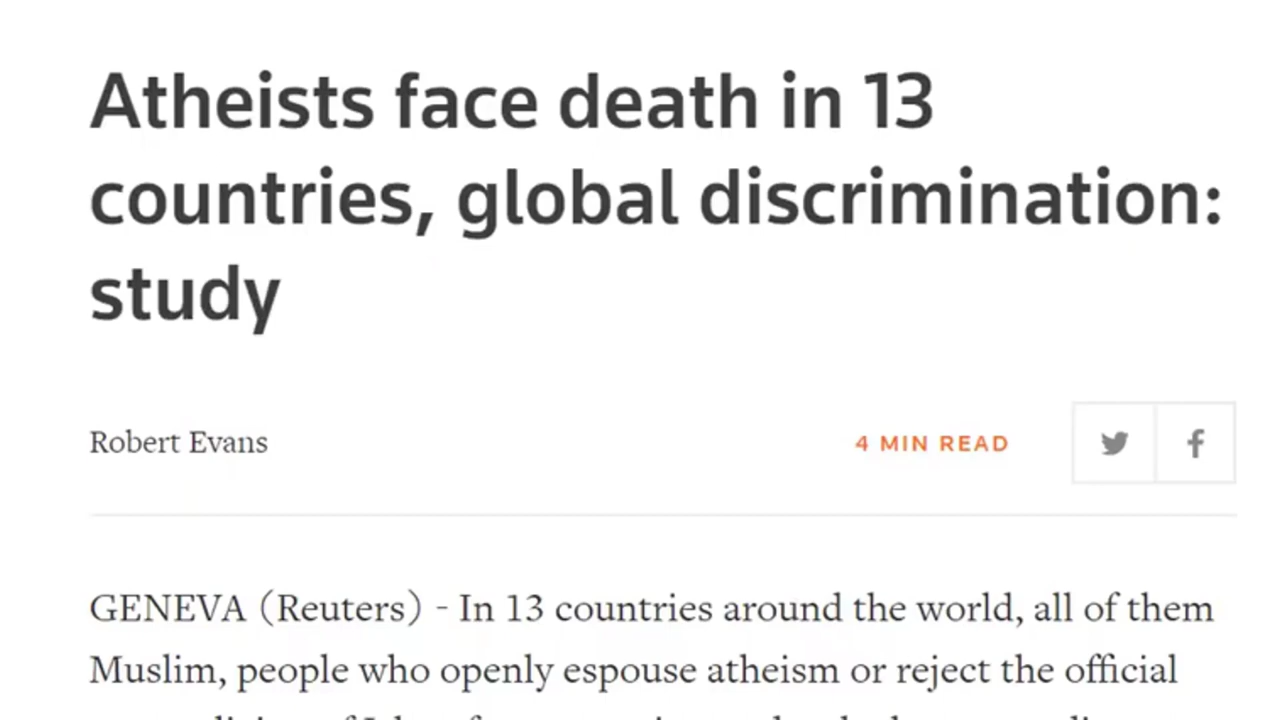 Atheists face death in 13
countries, global discrimination:
study
Robert Evans
4 MIN READ
GENEVA (Reuters) - In 13 countries around the world, all of them
Muslim, people who openly espouse atheism or reject the official